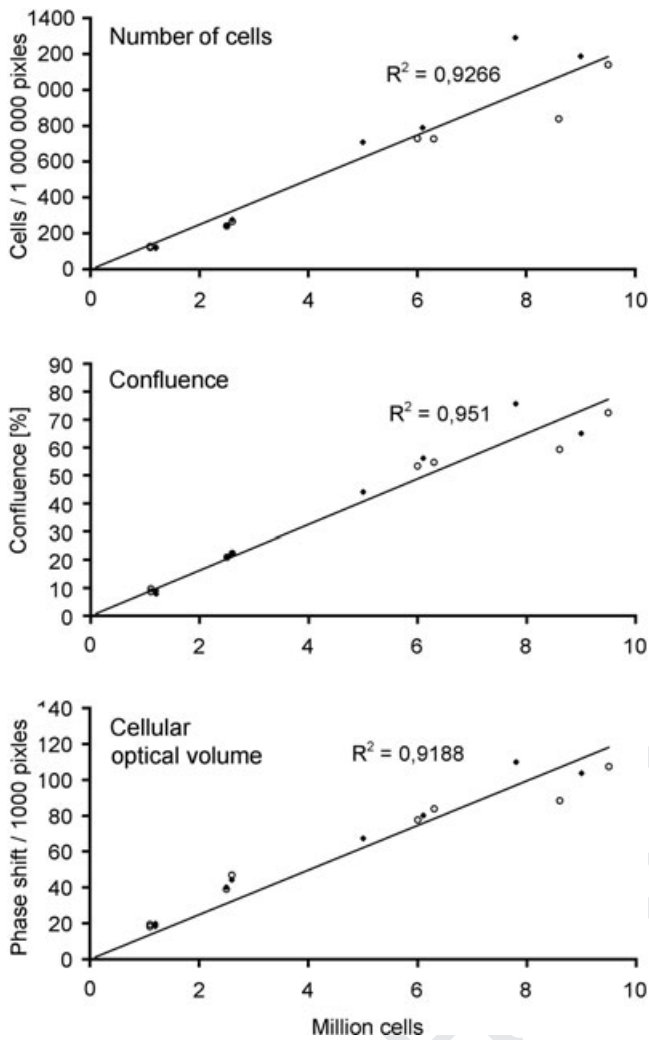 Number of cells
R² = 0,9266
Cells / 1 000 000 pixles
1400
000
800
600
400
200
0
0 2 4 6 8 10
Confluence
R² = 0,951
Confluence [%]
90
80
70
60
50
40
30
20
10
0
0 2 4 6 8 10
Cellular
optical volume
R² = 0,9188
Phase shift / 1000 pixles
40
120
100
80
60
40
20
0
0 2 4 6 8 10
Million cells